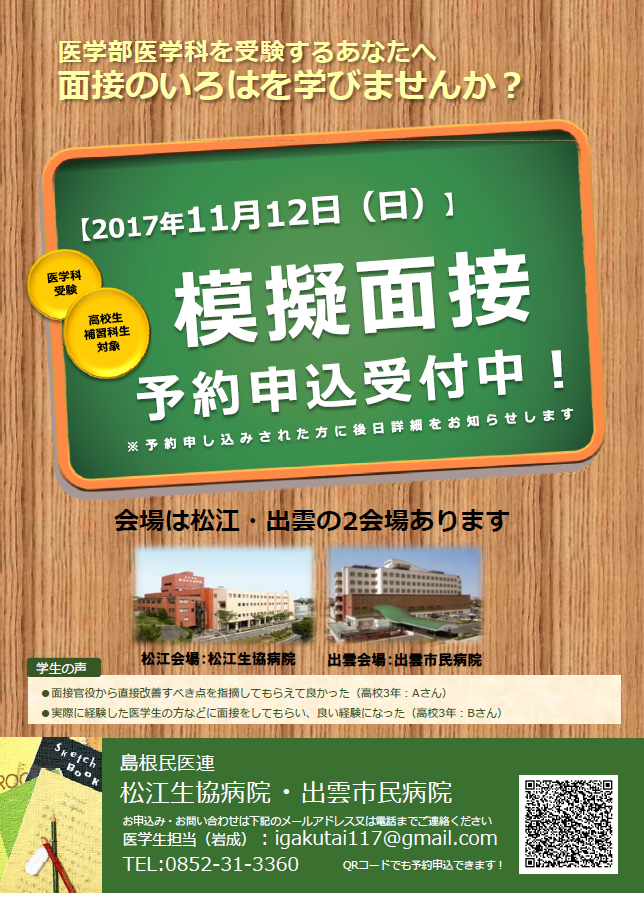 医学部医学科を受験するあなたへ
面接のいろはを学びませんか？
【2017年11月12日（日）】
医学科
受験
高校生
補習科生
対象
模擬面接
予約申込受付中！
※予約申し込みされた方に後日詳細をお知らせします
会場は松江・出雲の2会場あります
松江会場：松江生協病院
出雲会場：出雲市民病院
学生の声
●面接官役から直接改善すべき点を指摘してもらえて良かった（高校3年：Aさん）
●実際に経験した医学生の方などに面接をしてもらい、良い経験になった（高校3年：Bさん）
Sketch
Book
島根民医連
松江生協病院・出雲市民病院
お申込み・お問い合わせは下記のメールアドレス又は電話までご連絡ください
医学生担当（岩成）：igakutai117@gmail.com
TEL:0852-31-3360
QRコードでも予約申込できます！